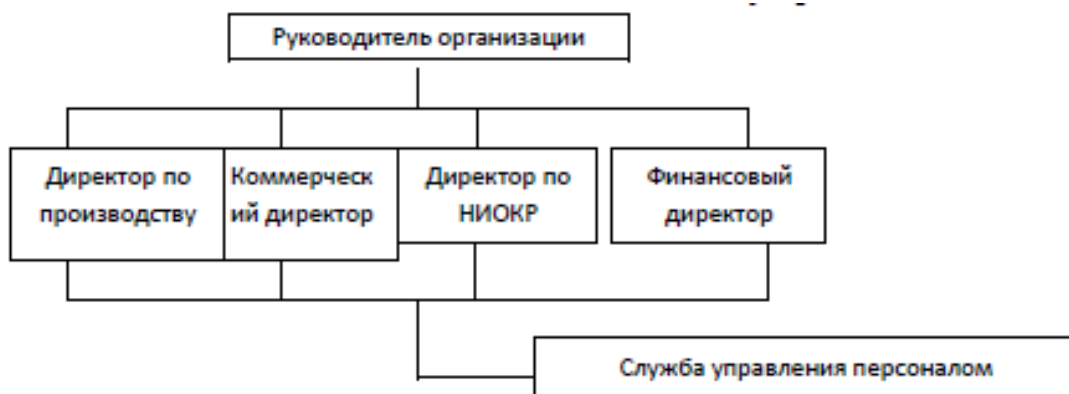 Руководитель организации
Директор по
производству
Коммерческ
ий директор
Директор по
НИОКР
Финансовый
директор
Служба управления персоналом